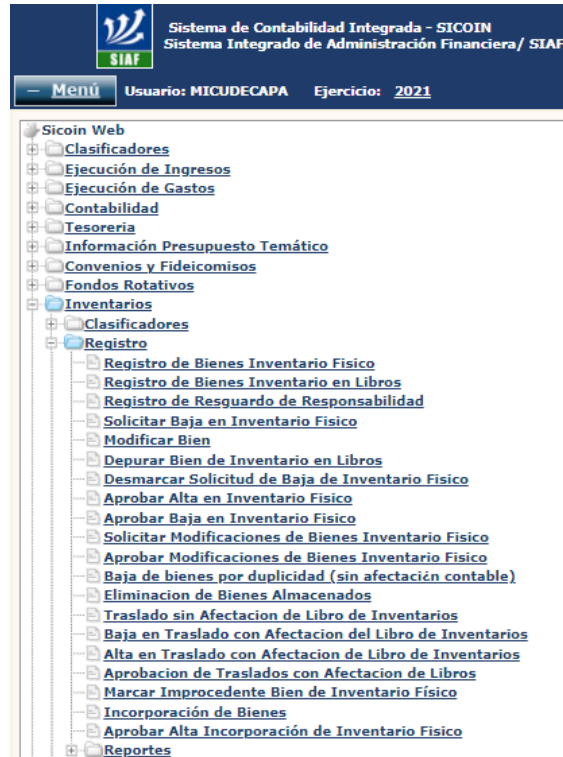 Sistema de Contabilidad Integrada - SICOIN
Sistema Integrado de Administración Financiera/ SIAF
SIAF
— Menú Usuario: MICUDECAPA Ejercicio: 2021
Sicoin Web
Clasificadores
Ejecución de Ingresos
Ejecución de Gastos
Contabilidad
Tesoreria
Información Presupuesto Temático
Convenios y Fideicomisos
Fondos Rotativos
Inventarios
Clasificadores
Registro
Registro de Bienes Inventario Fisico
Registro de Bienes Inventario en Libros
Registro de Resguardo de Responsabilidad
Solicitar Baja en Inventario Fisico
Modificar Bien
Depurar Bien de Inventario en Libros
Desmarcar Solicitud de Baja de Inventario Fisico
Aprobar Alta en Inventario Fisico
Aprobar Baja en Inventario Fisico
Solicitar Modificaciones de Bienes Inventario Fisico
Aprobar Modificaciones de Bienes Inventario Fisico
Baja de bienes por duplicidad (sin afectaci¿n contable)
Eliminacion de Bienes Almacenados
Traslado sin Afectacion de Libro de Inventarios
Baja en Traslado con Afectacion del Libro de Inventarios
Alta en Traslado con Afectacion de Libro de Inventarios
Aprobacion de Traslados con Afectacion de Libros
Marcar Improcedente Bien de Inventario Físico
Incorporación de Bienes
Aprobar Alta Incorporación de Inventario Fisico
Reportes